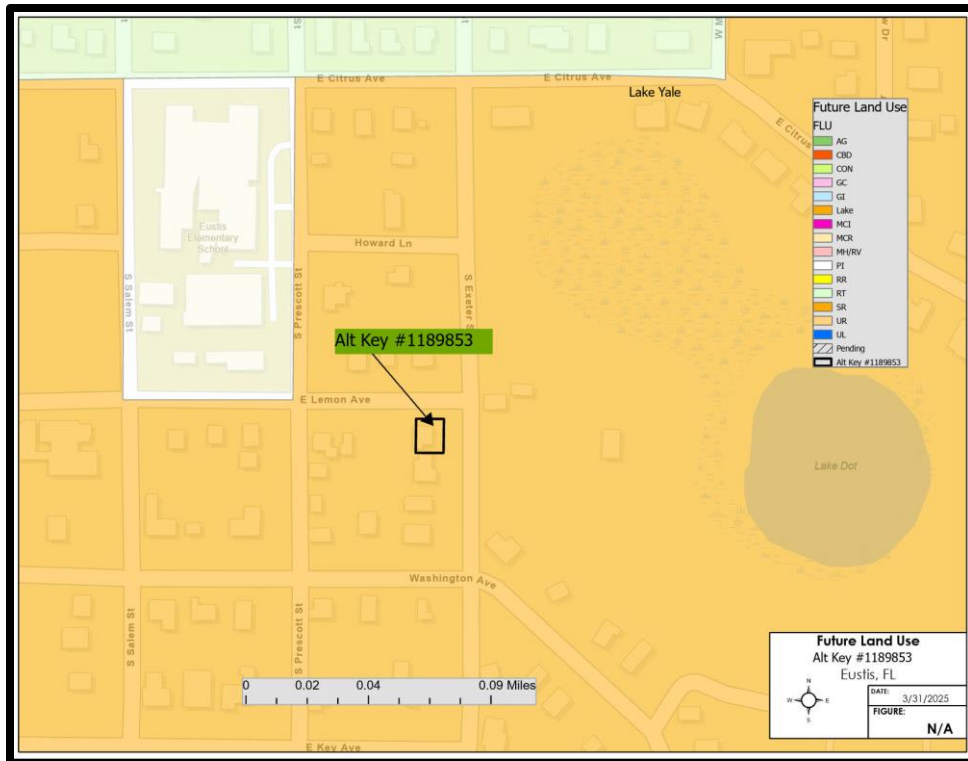 St
E Citrus Ave
E Citrus Ave
Lake Yale
E Citrus
Eustis
Elementary
School
Howard Ln
S Salem St
S Prescott St
S Exeter S
Alt Key #1189853
E Lemon Ave
Lake Dot
Washington Ave
S Salem St
S Prescott St
E Key Ave
0 0.02 0.04 0.09 Miles
Future Land Use
FLU
AG
CBD
CON
GC
GI
Lake
MCI
MCR
MH/RV
PI
RR
RT
SR
UR
UL
Pending
Alt Key #1189853
Future Land Use
Alt Key #1189853
Eustis, FL
N
W E
S
DATE:
3/31/2025
FIGURE:
N/A